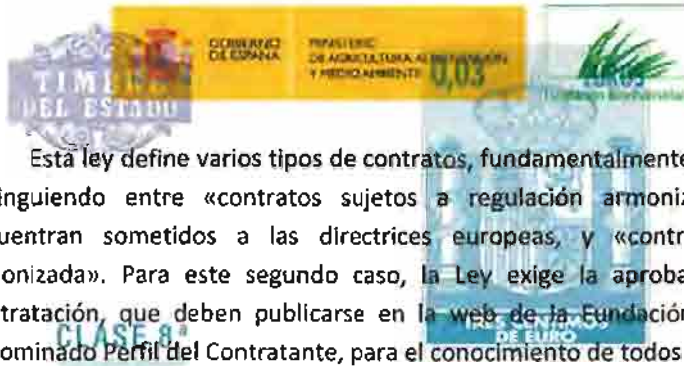 GOBIERNO DE ESPAÑA
MINISTERIO DE AGRICULTURA, ALIMENTACIÓN Y MEDIO AMBIENTE
0,03
EUROS
TIMBRE
DEL ESTADO
Esta ley define varios tipos de contratos, fundamentalmente
inguiendo entre «contratos sujetos a regulación armoniz
uentran sometidos a las directrices europeas, y «contr
onizada». Para este segundo caso, la Ley exige la aproba
tratación, que deben publicarse en la web de la Fundación
TRES CÉNTIMOS
DE EURO
CLASE 8.ª
ominado Perfil del Contratante, para el conocimiento de todos